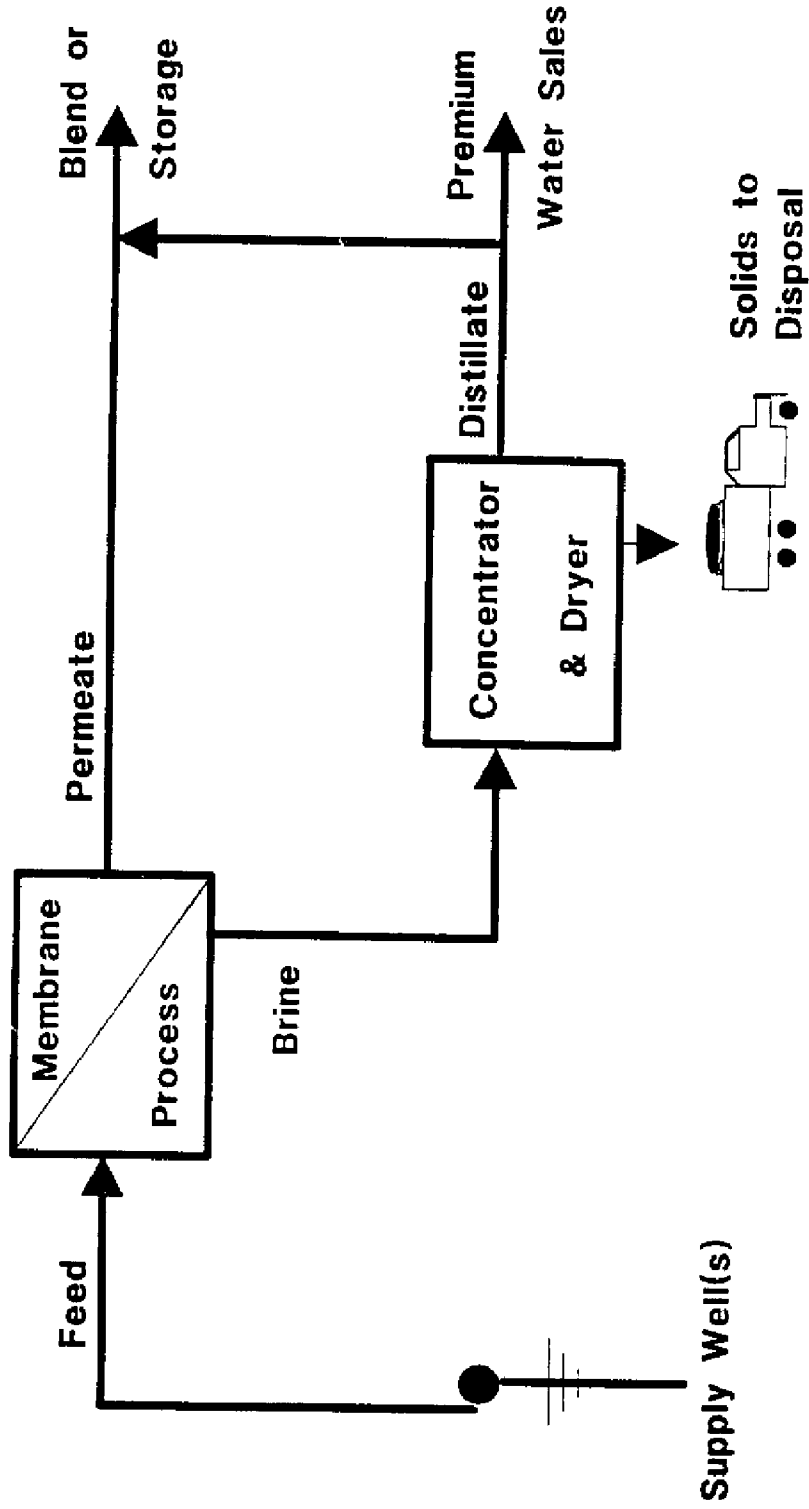 Supply Well(s)
Feed
Membrane
Process
Brine
Permeate
Blend or
Storage
Concentrator
& Dryer
Distillate
Premium
Water Sales
Solids to
Disposal